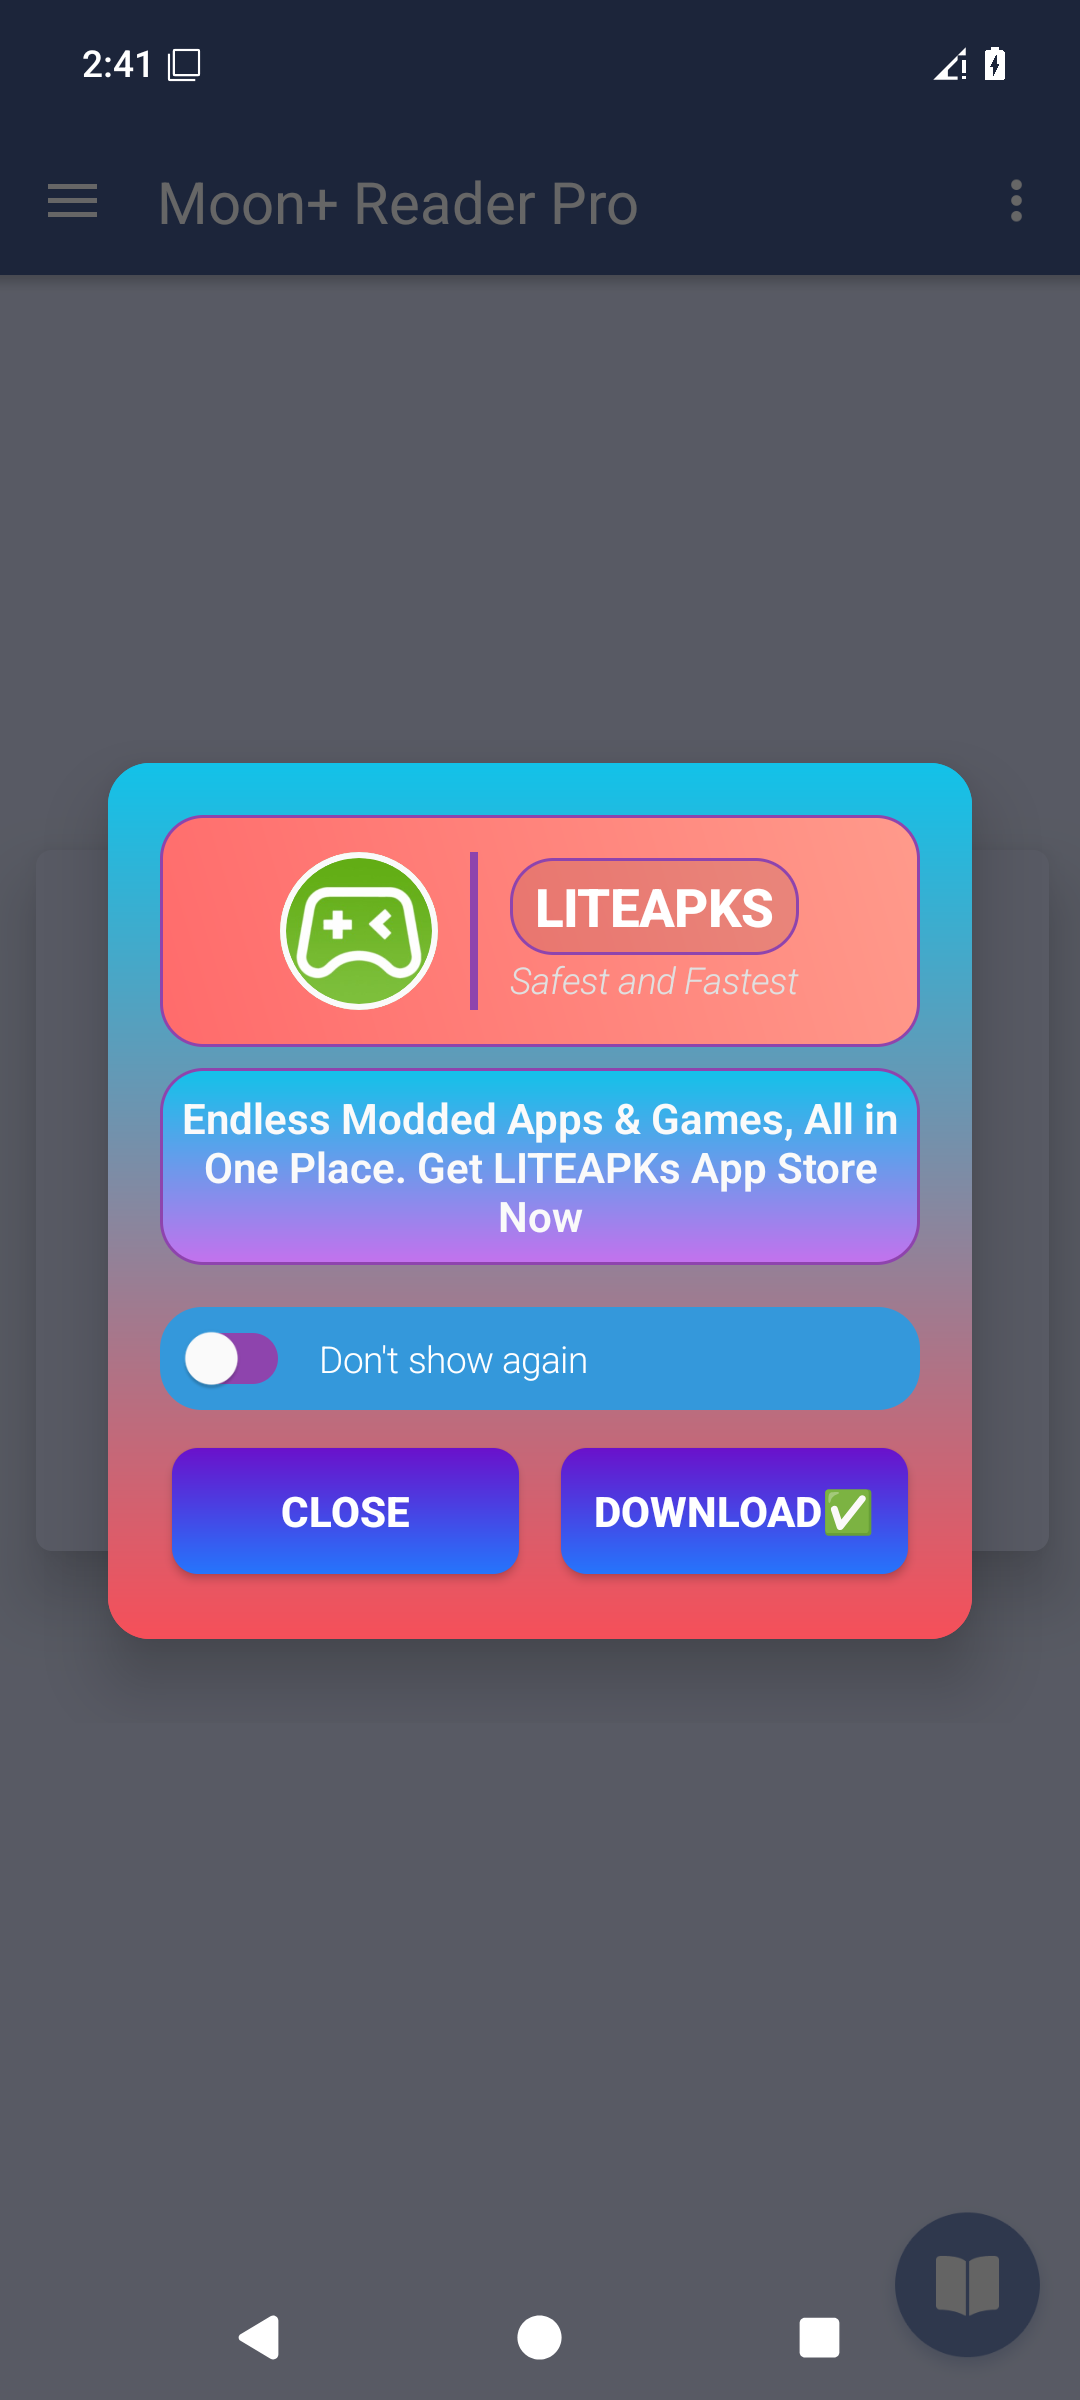 2:41
Moon+ Reader Pro
LITEAPKS
Safest and Fastest
Endless Modded Apps & Games, All in
One Place. Get LITEAPKs App Store
Now
Don't show again
CLOSE
DOWNLOAD✅